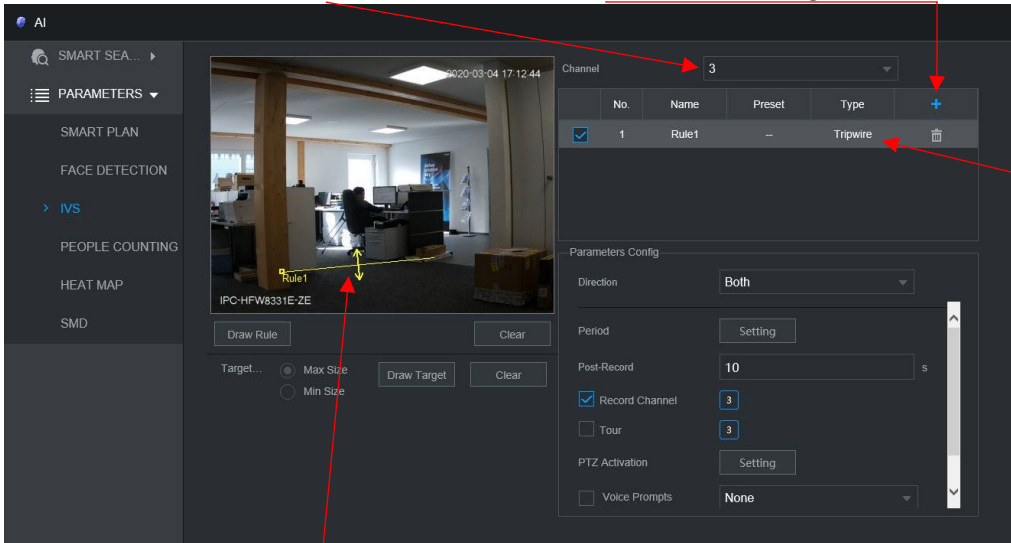 AI
SMART SEA...
PARAMETERS
SMART PLAN
FACE DETECTION
IVS
PEOPLE COUNTING
HEAT MAP
SMD
2020-03-04 17:12:44
Rule1
IPC-HFW8331E-ZE
Draw Rule
Clear
Target...
Max Size
Min Size
Draw Target
Clear
Channel
3
No. Name Preset Type +
1 Rule1 -- Tripwire
Parameters Config
Direction
Both
Period
Setting
Post-Record
10
s
Record Channel
3
Tour
3
PTZ Activation
Setting
Voice Prompts
None